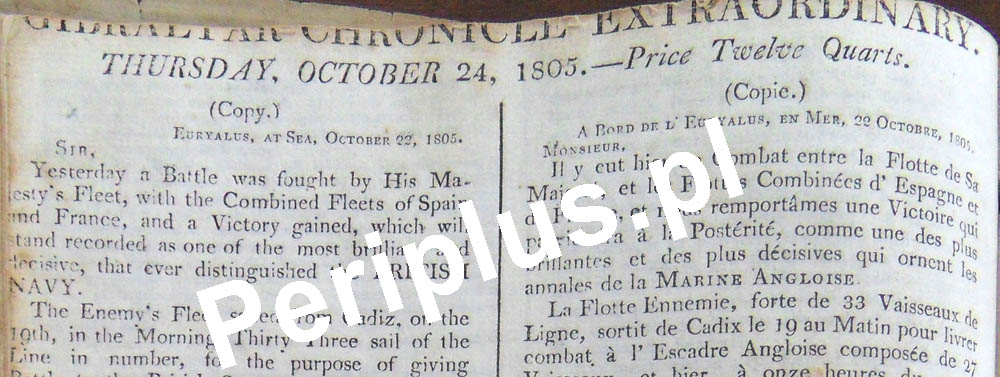 GIBRALTAR CHRONICLE EXTRAORDINARY.
THURSDAY, OCTOBER 24, 1805.—Price Twelve Quarts.
(Copy.)
EURYALUS, AT SEA, OCTOBER 22, 1805.
SIR,
Yesterday a Battle was fought by His Ma-
jesty's Fleet, with the Combined Fleets of Spain
and France, and a Victory gained, which will
stand recorded as one of the most brilliant and
decisive, that ever distinguished BRITISH
NAVY.
The Enemy's Fleet sailed from Cadiz, on the
19th, in the Morning Thirty Three sail of the
Line in number, for the purpose of giving
(Copie.)
A BORD DE L'EURYALUS, EN MER, 22 OCTOBRE, 1805.
MONSIEUR,
Il y eut hier Combat entre la Flotte de Sa
Majesté, et les Flottes Combinées d'Espagne et
de France, et nous remportâmes une Victoire qui
à la Postérité, comme une des plus
brillantes et des plus décisives qui ornent les
annales de la MARINE ANGLOISE.
La Flotte Ennemie, forte de 33 Vaisseaux de
Ligne, sortit de Cadix le 19 au Matin pour livrer
combat à l'Escadre Angloise composée de 27
et hier, à onze heures du
Periplus.pl